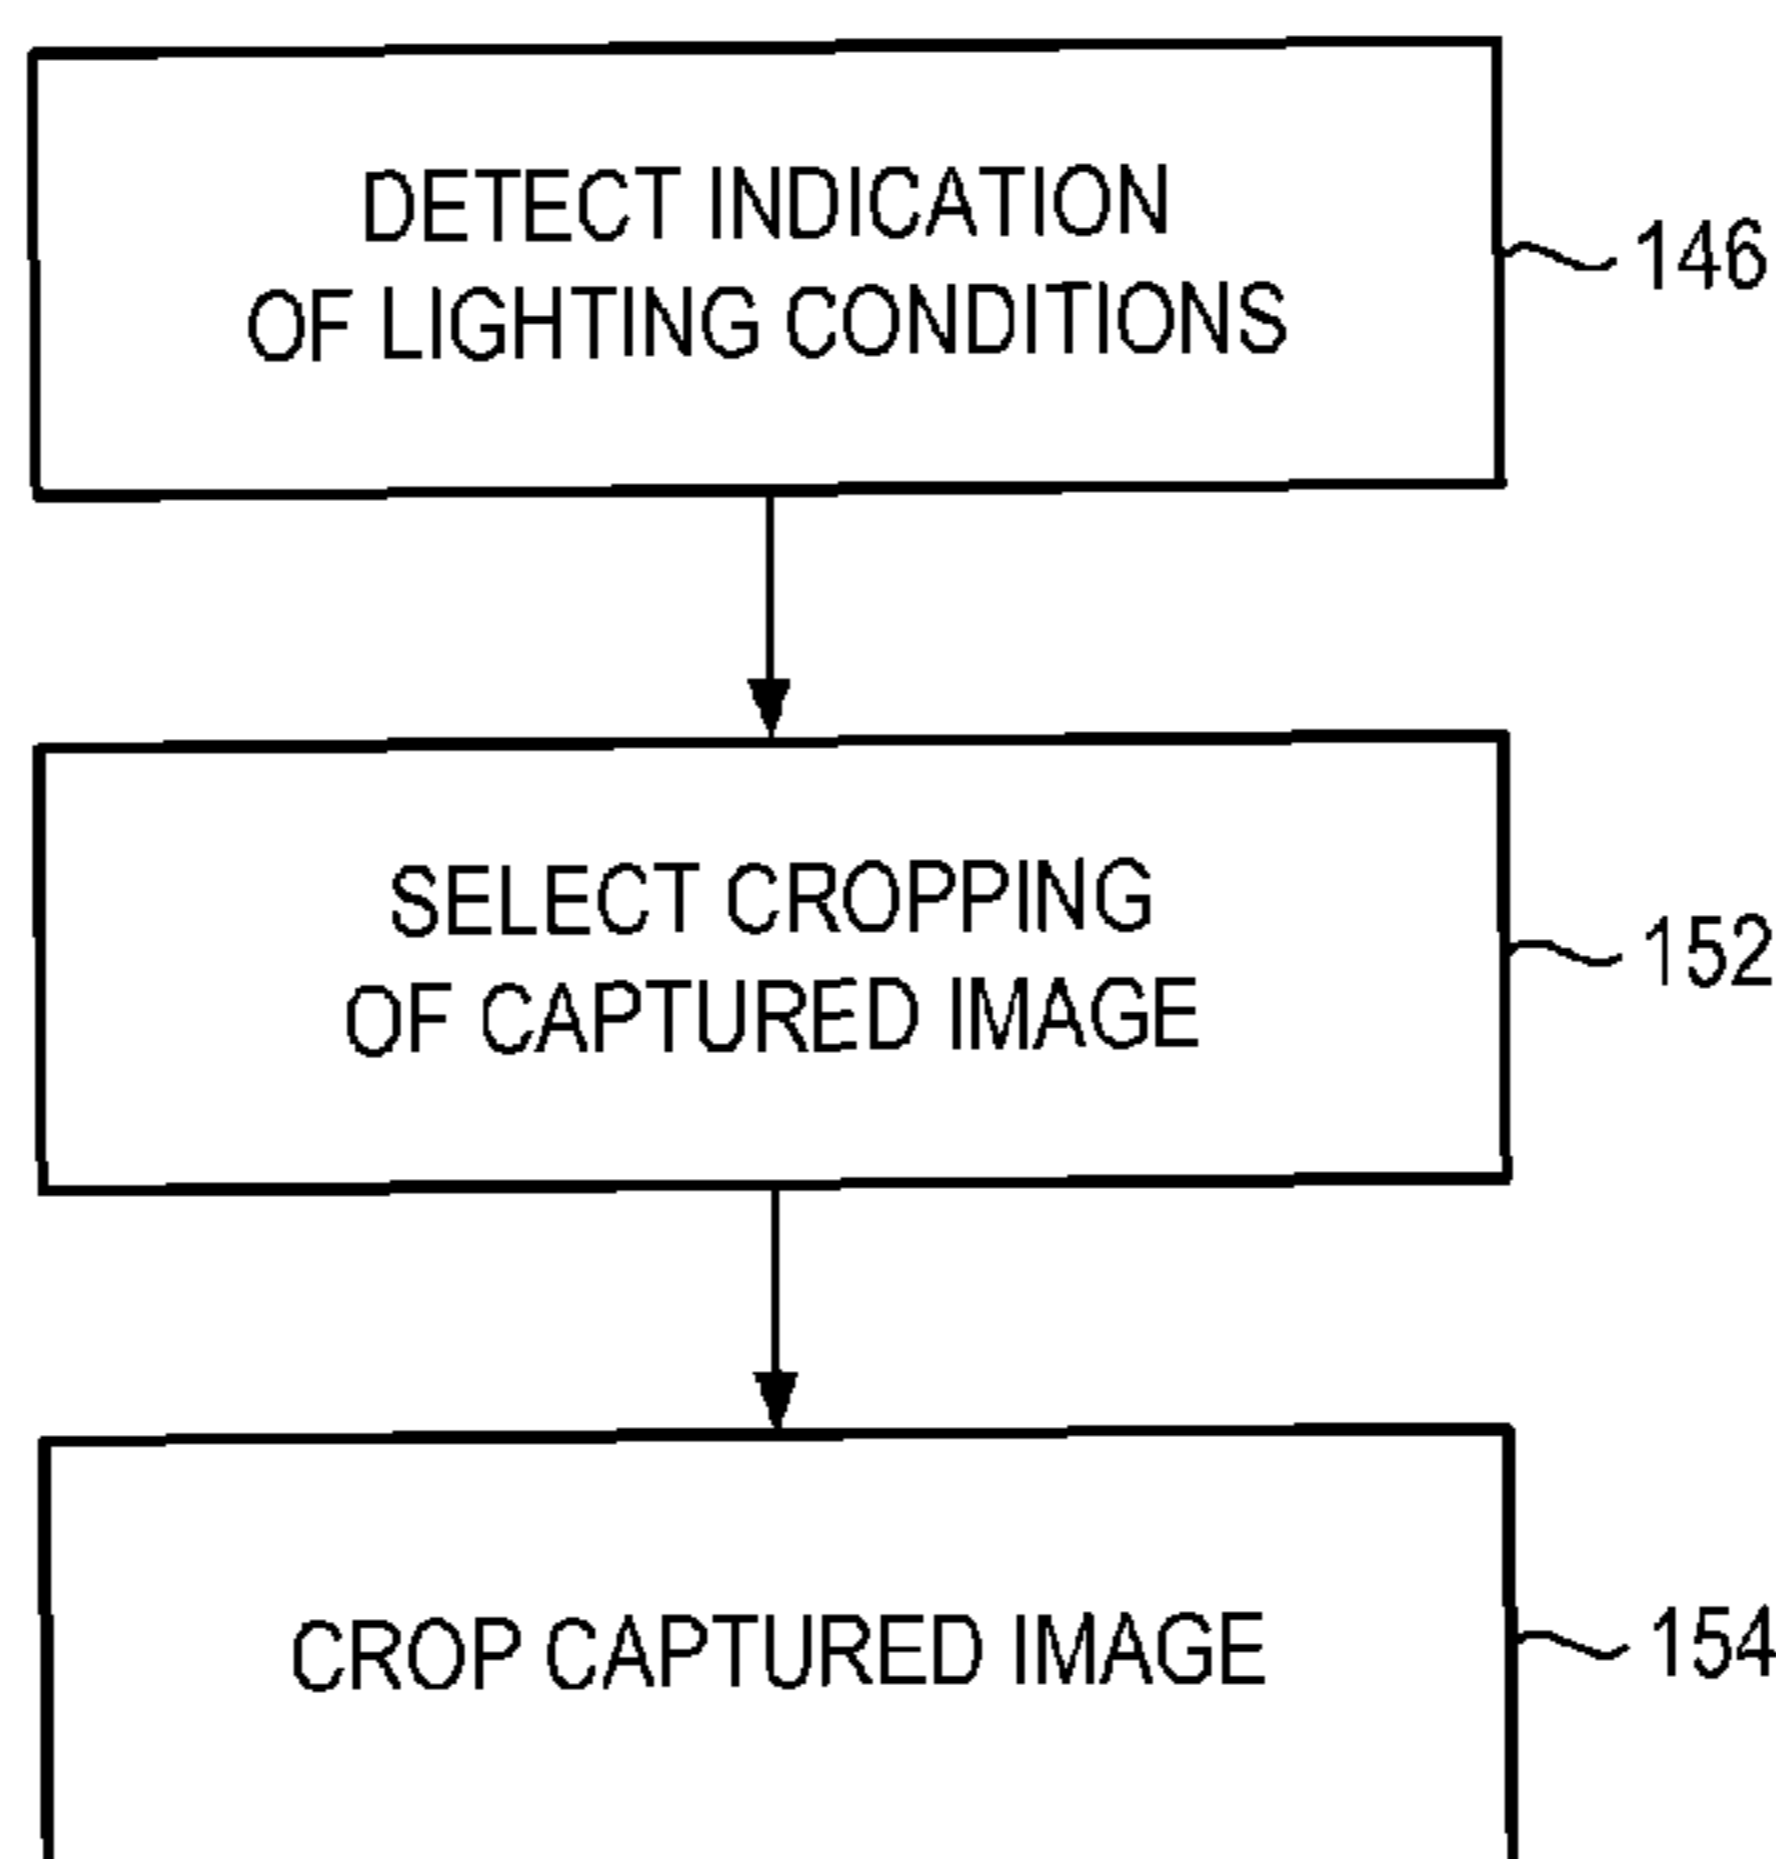 DETECT INDICATION
OF LIGHTING CONDITIONS
146
SELECT CROPPING
OF CAPTURED IMAGE
152
CROP CAPTURED IMAGE
154